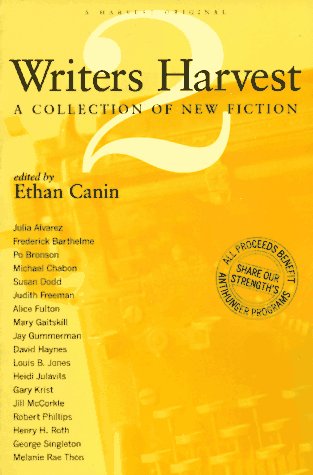 A HARVEST ORIGINAL
2
Writers Harvest
A COLLECTION OF NEW FICTION
edited by
Ethan Canin
Julia Alvarez
Frederick Barthelme
Po Bronson
Michael Chabon
Susan Dodd
Judith Freeman
Alice Fulton
Mary Gaitskill
Jay Gummerman
David Haynes
Louis B. Jones
Heidi Julavits
Gary Krist
Jill McCorkle
Robert Phillips
Henry H. Roth
George Singleton
Melanie Rae Thon
ALL PROCEEDS BENEFIT
SHARE OUR
STRENGTH'S
ANTIHUNGER PROGRAMS